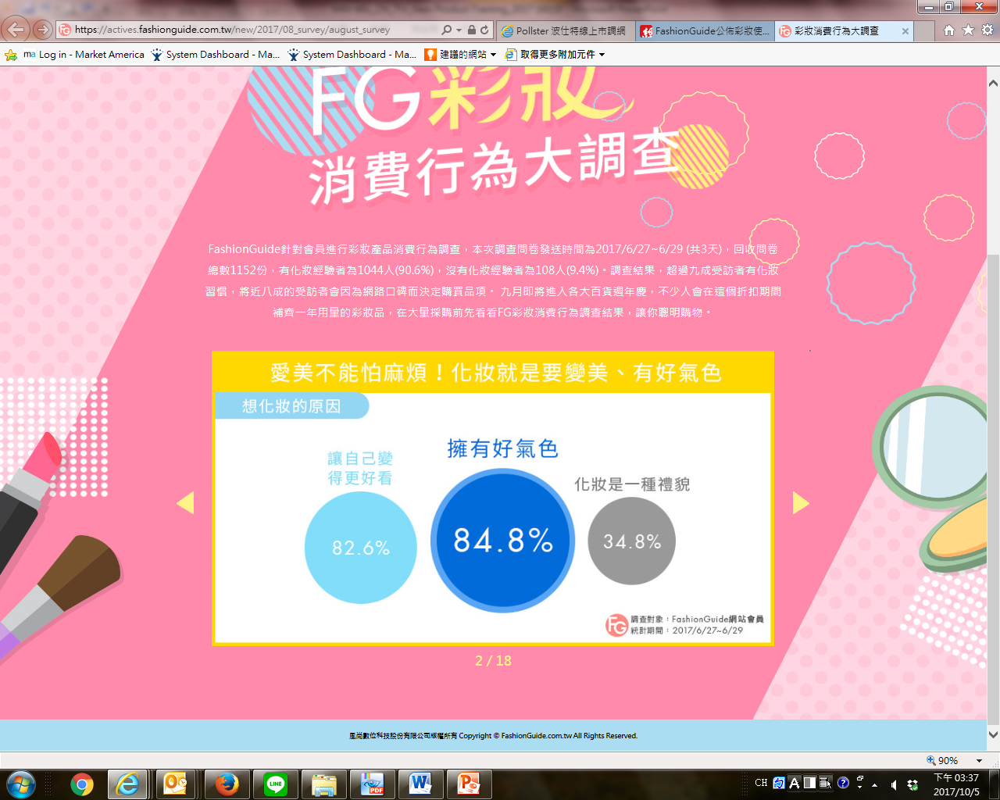 https://actives.fashionguide.com.tw/new/2017/08_survey/august_survey
Pollster 波仕特線上市調網
FashionGuide公佈彩妝使...
彩妝消費行為大調查
Log in - Market America
System Dashboard - Ma...
System Dashboard - Ma...
建議的網站
取得更多附加元件
FG彩妝
消費行為大調查
FashionGuide針對會員進行彩妝產品消費行為調查，本次調查問卷發送時間為2017/6/27~6/29 (共3天)，回收問卷
總數1152份，有化妝經驗者為1044人(90.6%)，沒有化妝經驗者為108人(9.4%)。調查結果，超過九成受訪者有化妝
習慣，將近八成的受訪者會因為網路口碑而決定購買品項。 九月即將進入各大百貨週年慶，不少人會在這個折扣期間
補齊一年用量的彩妝品，在大量採購前先看看FG彩妝消費行為調查結果，讓你聰明購物。
愛美不能怕麻煩！化妝就是要變美、有好氣色
想化妝的原因
讓自己變
得更好看
擁有好氣色
化妝是一種禮貌
82.6%
84.8%
34.8%
FG
調查對象：FashionGuide網站會員
統計期間：2017/6/27~6/29
2 / 18
風尚數位科技股份有限公司版權所有 Copyright © FashionGuide.com.tw All Rights Reserved.
90%
CH
下午 03:37
2017/10/5